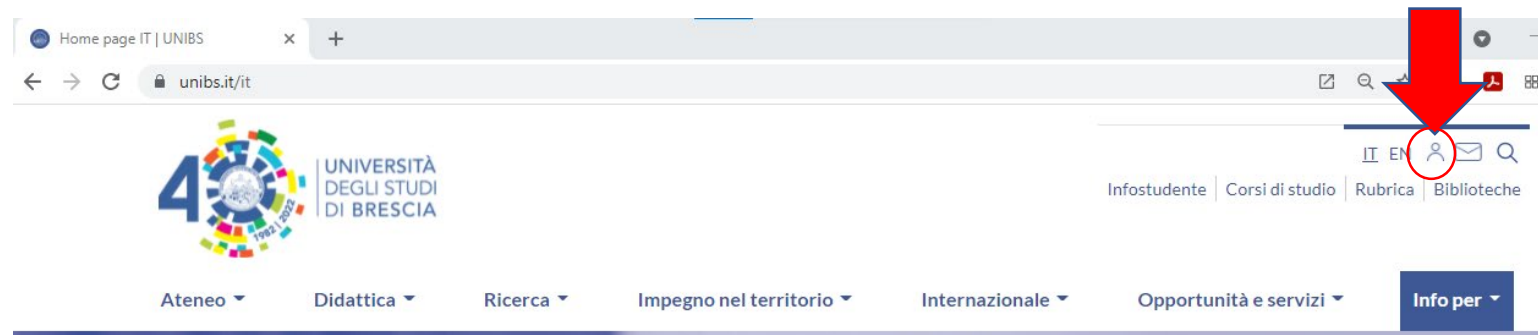 Home page IT | UNIBS
unibs.it/it
40
UNIVERSITÀ
DEGLI STUDI
DI BRESCIA
1982 | 2022
IT EN
Infostudente Corsi di studio Rubrica Biblioteche
Ateneo Didattica Ricerca Impegno nel territorio Internazionale Opportunità e servizi Info per